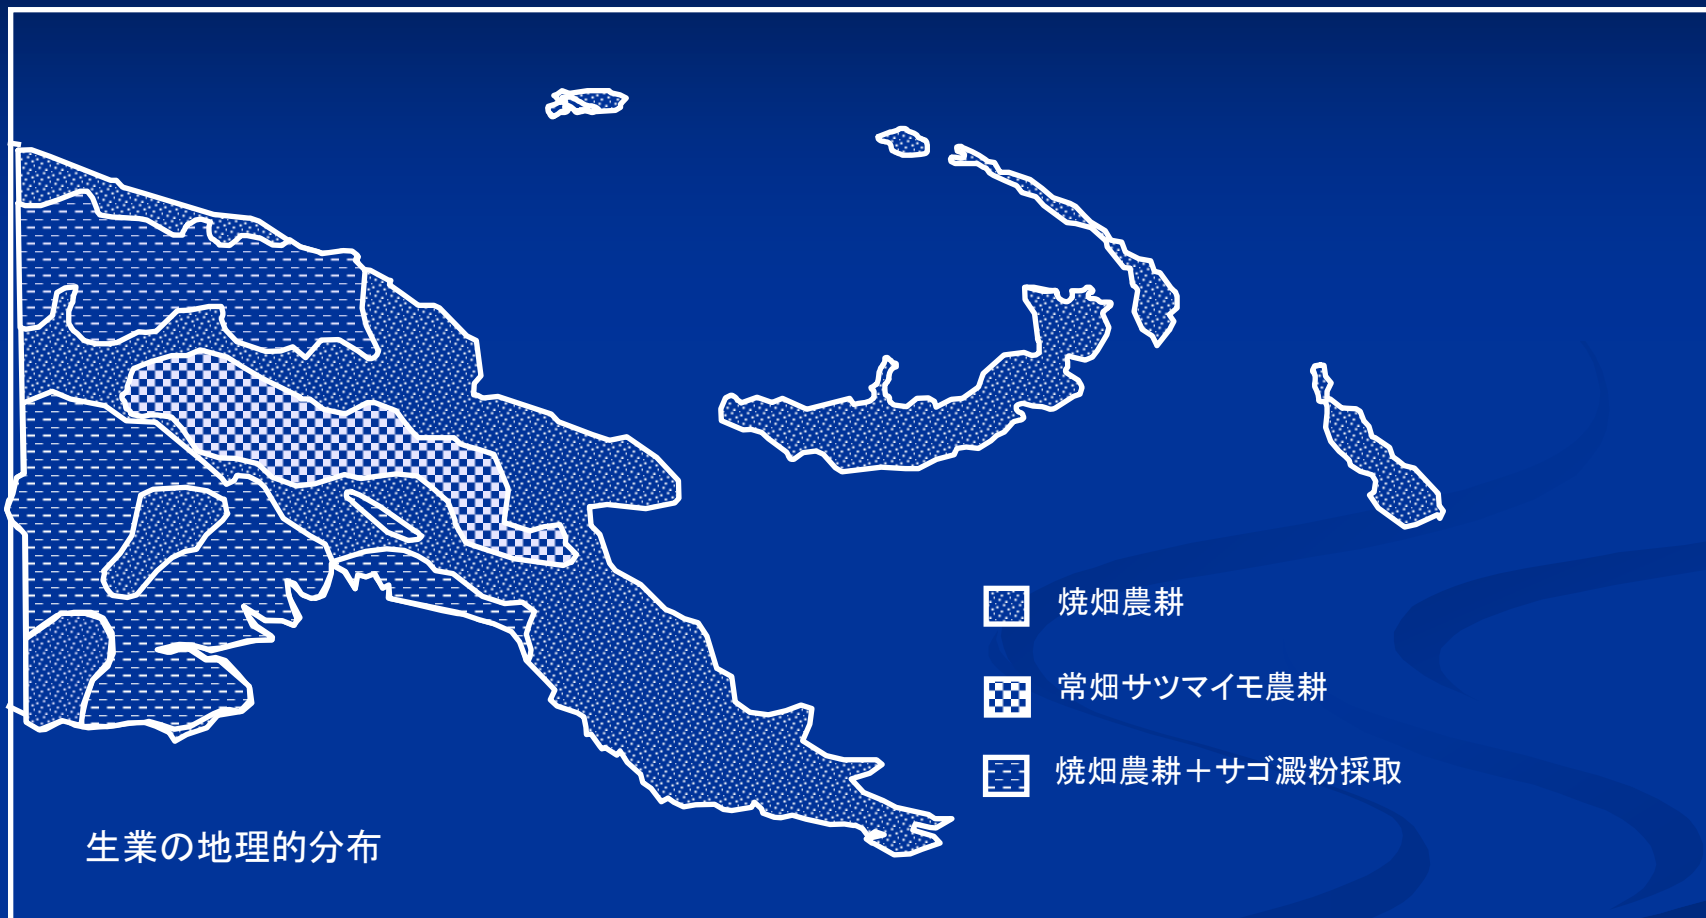 焼畑農耕
常畑サツマイモ農耕
焼畑農耕＋サゴ澱粉採取
生業の地理的分布